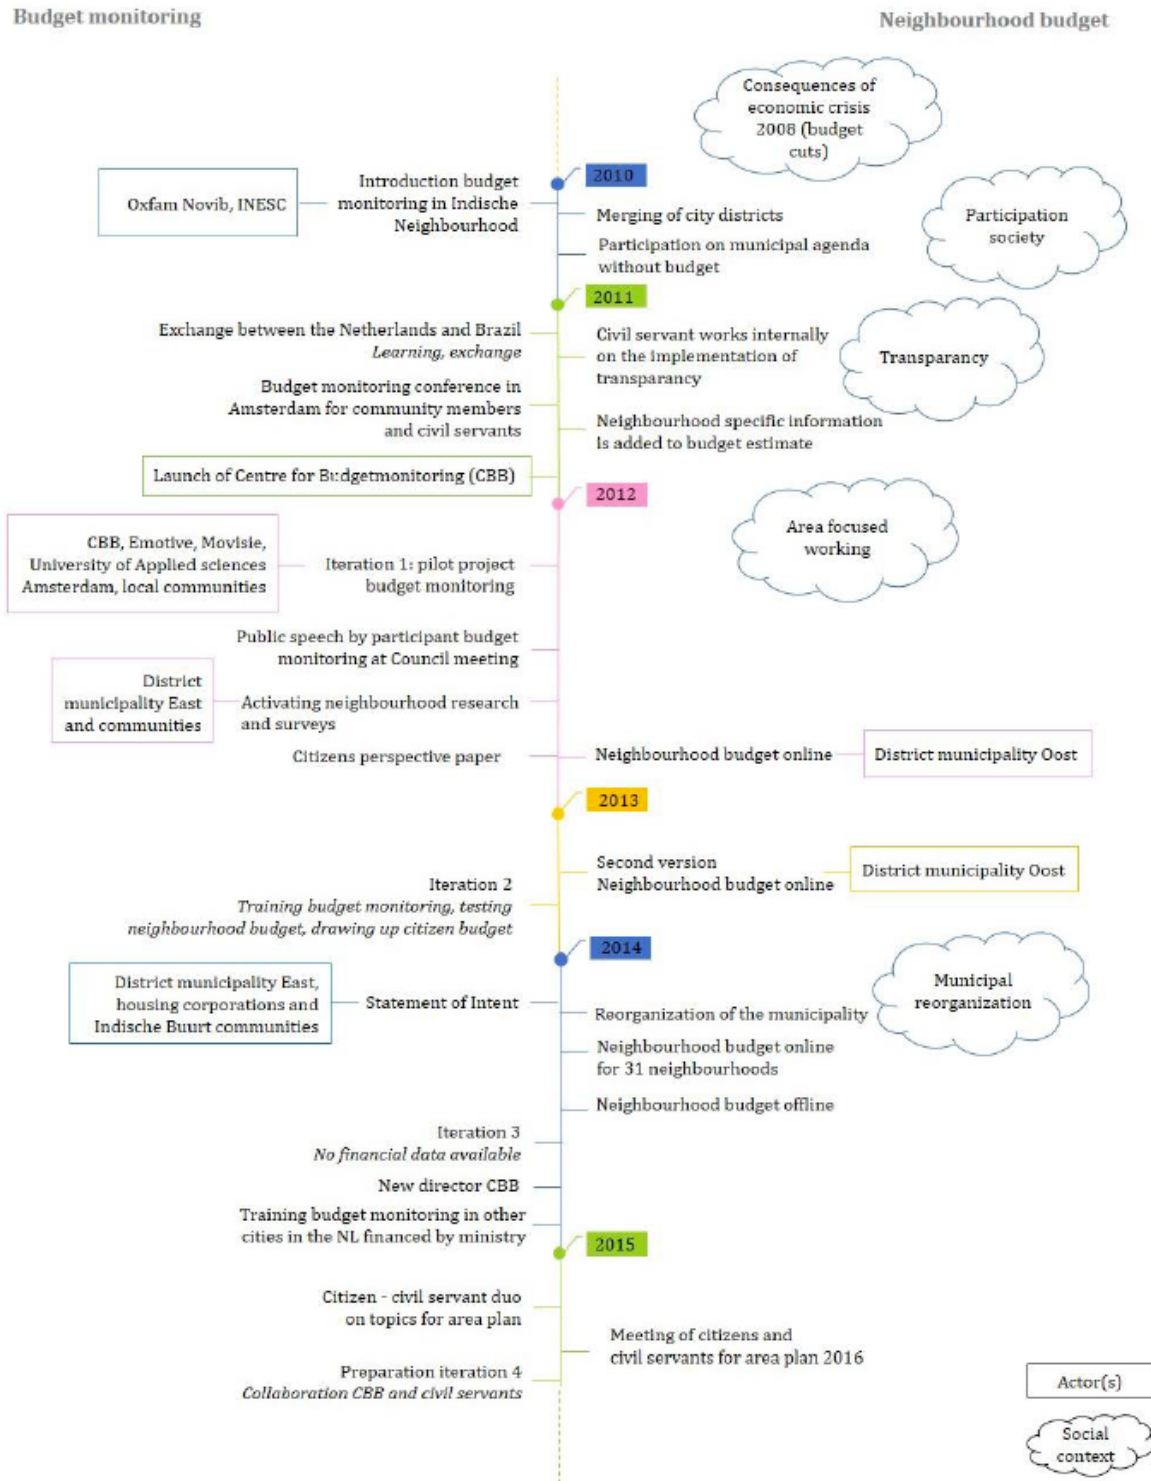 Budget monitoring
Neighbourhood budget
Consequences of
economic crisis
2008 (budget
cuts)
2010
Oxfam Novib, INESC
Introduction budget
monitoring in Indische
Neighbourhood
Merging of city districts
Participation
society
Participation on municipal agenda
without budget
2011
Exchange between the Netherlands and Brazil
Learning, exchange
Civil servant works internally
on the implementation of
transparancy
Transparancy
Budget monitoring conference in
Amsterdam for community members
and civil servants
Neighbourhood specific information
is added to budget estimate
Launch of Centre for Budgetmonitoring (CBB)
2012
Area focused
working
CBB, Emotive, Movisie,
University of Applied sciences
Amsterdam, local communities
Iteration 1: pilot project
budget monitoring
Public speech by participant budget
monitoring at Council meeting
District
municipality East
and communities
Activating neighbourhood research
and surveys
Citizens perspective paper
Neighbourhood budget online
District municipality Oost
2013
Second version
Neighbourhood budget online
District municipality Oost
Iteration 2
Training budget monitoring, testing
neighbourhood budget, drawing up citizen budget
2014
District municipality East,
housing corporations and
Indische Buurt communities
Statement of Intent
Municipal
reorganization
Reorganization of the municipality
Neighbourhood budget online
for 31 neighbourhoods
Neighbourhood budget offline
Iteration 3
No financial data available
New director CBB
Training budget monitoring in other
cities in the NL financed by ministry
2015
Citizen - civil servant duo
on topics for area plan
Meeting of citizens and
civil servants for area plan 2016
Preparation iteration 4
Collaboration CBB and civil servants
Actor(s)
Social
context